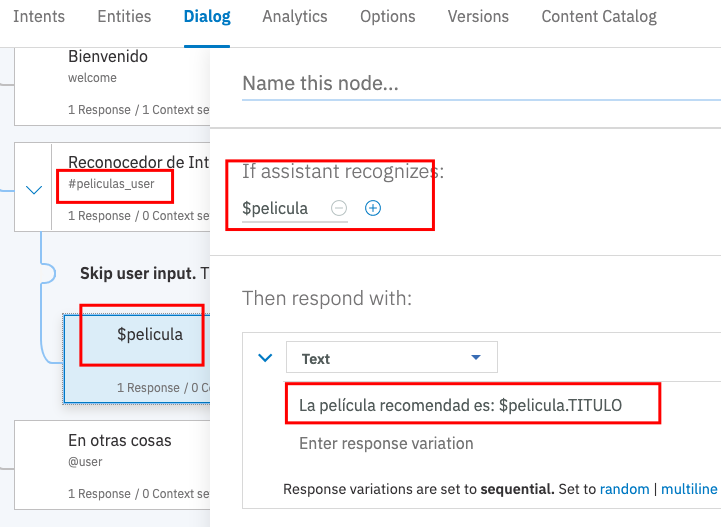 Intents Entities Dialog Analytics Options Versions Content Catalog
Bienvenido
welcome
1 Response / 1 Context se
Reconocedor de Int
#peliculas_user
1 Response / 0 Context se
Skip user input. T
$pelicula
1 Response / 0 C
En otras cosas
@user
1 Response / 0 Context se
Name this node...
If assistant recognizes:
$pelicula
Then respond with:
Text
La película recomendad es: $pelicula.TITULO
Enter response variation
Response variations are set to sequential. Set to random | multiline